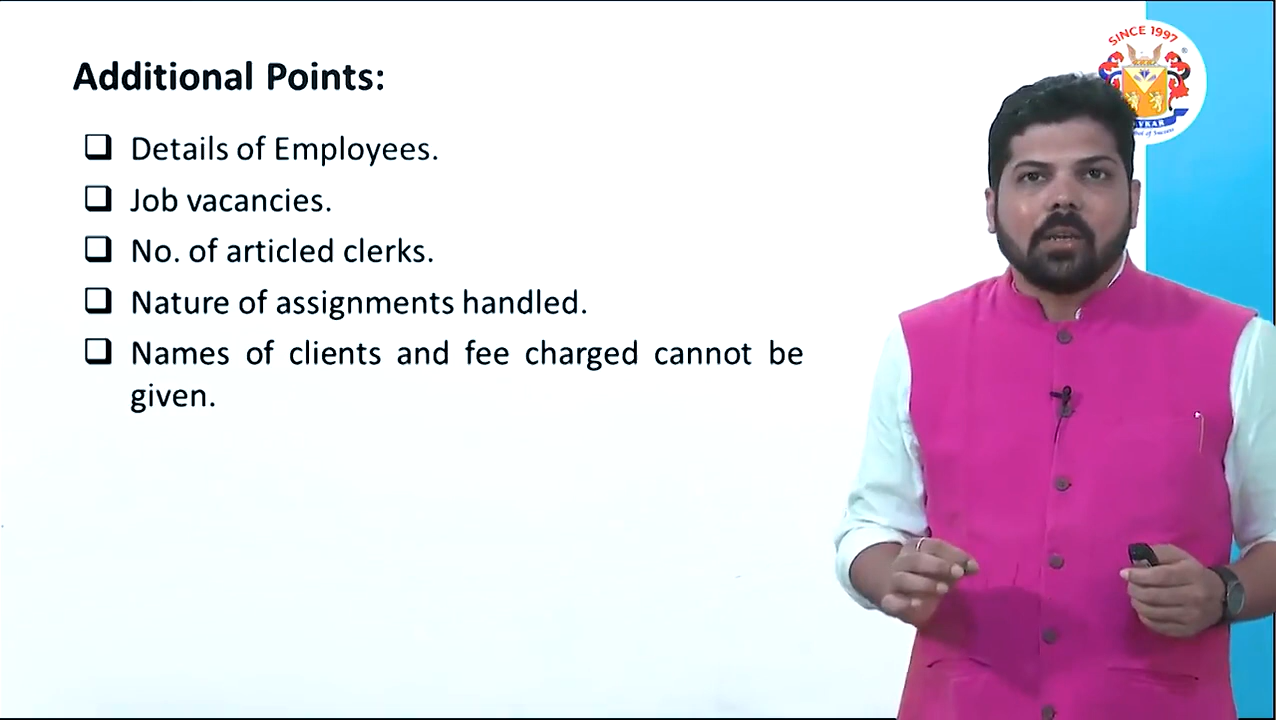 SINCE 1997
®
Additional Points:
Details of Employees.
Job vacancies.
No. of articled clerks.
Nature of assignments handled.
Names of clients and fee charged cannot be
given.